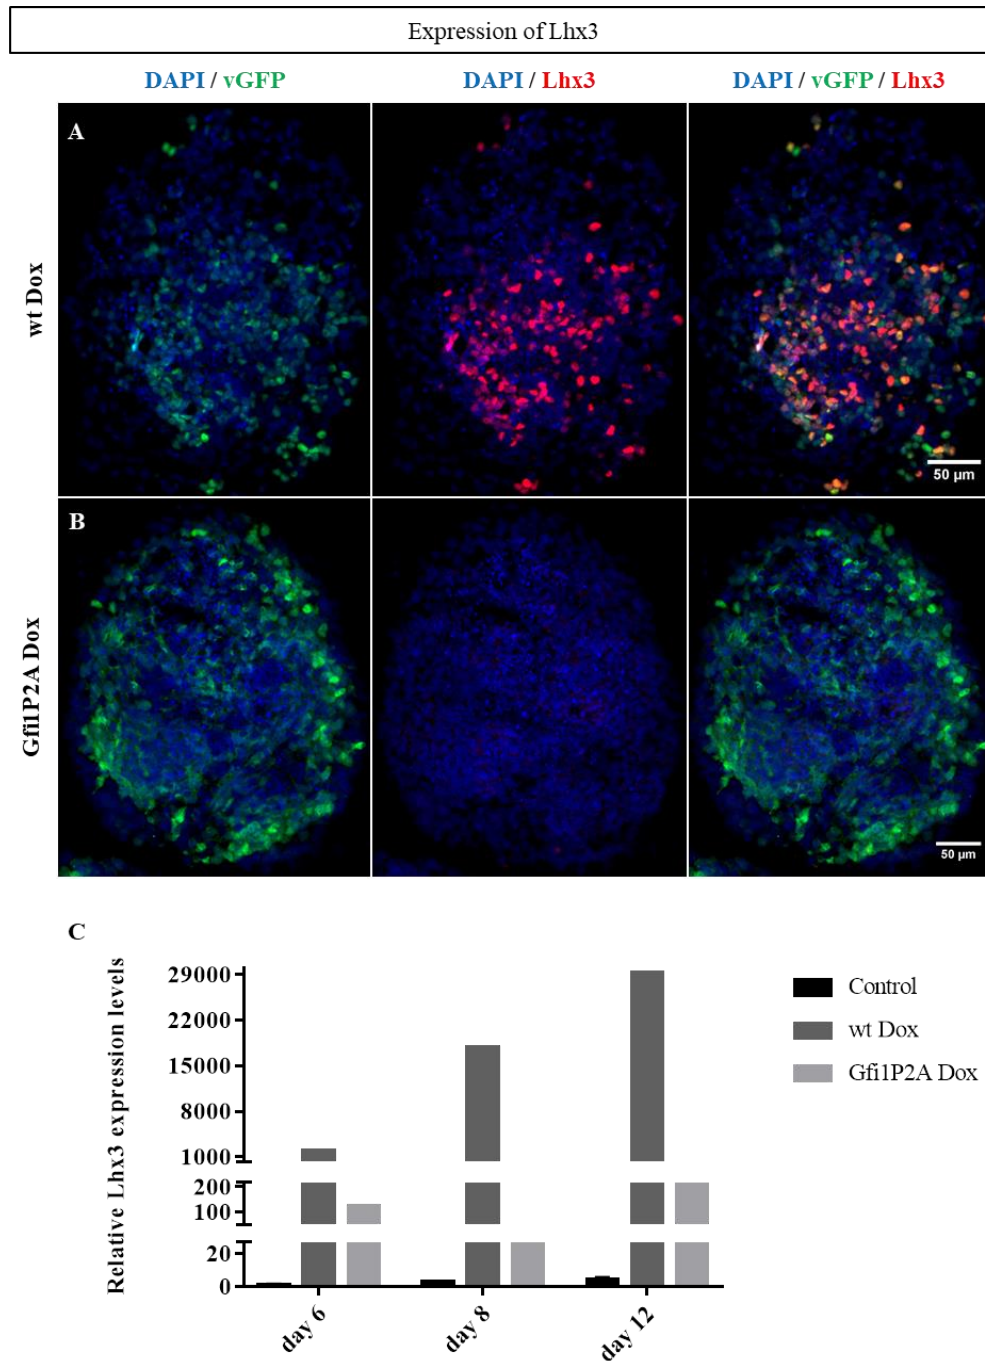 Expression of Lhx3
DAPI / vGFP
DAPI / Lhx3
DAPI / vGFP / Lhx3
A
wt Dox
50 µm
B
Gfi1P2A Dox
50 µm
C
Relative Lhx3 expression levels
29000
22000
15000
8000
1000
200
100
20
0
day 6
day 8
day 12
Control
wt Dox
Gfi1P2A Dox